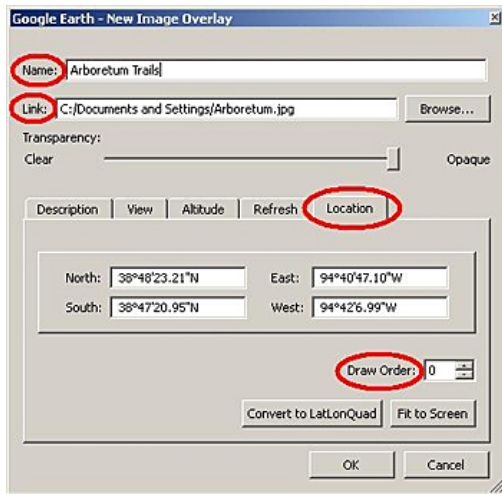 Google Earth - New Image Overlay
Name: Arboretum Trails
Link: C:/Documents and Settings/Arboretum.jpg Browse...
Transparency:
Clear Opaque
Description View Altitude Refresh Location
North: 38°48'23.21"N East: 94°40'47.10"W
South: 38°47'20.95"N West: 94°42'6.99"W
Draw Order: 0
Convert to LatLonQuad Fit to Screen
OK Cancel